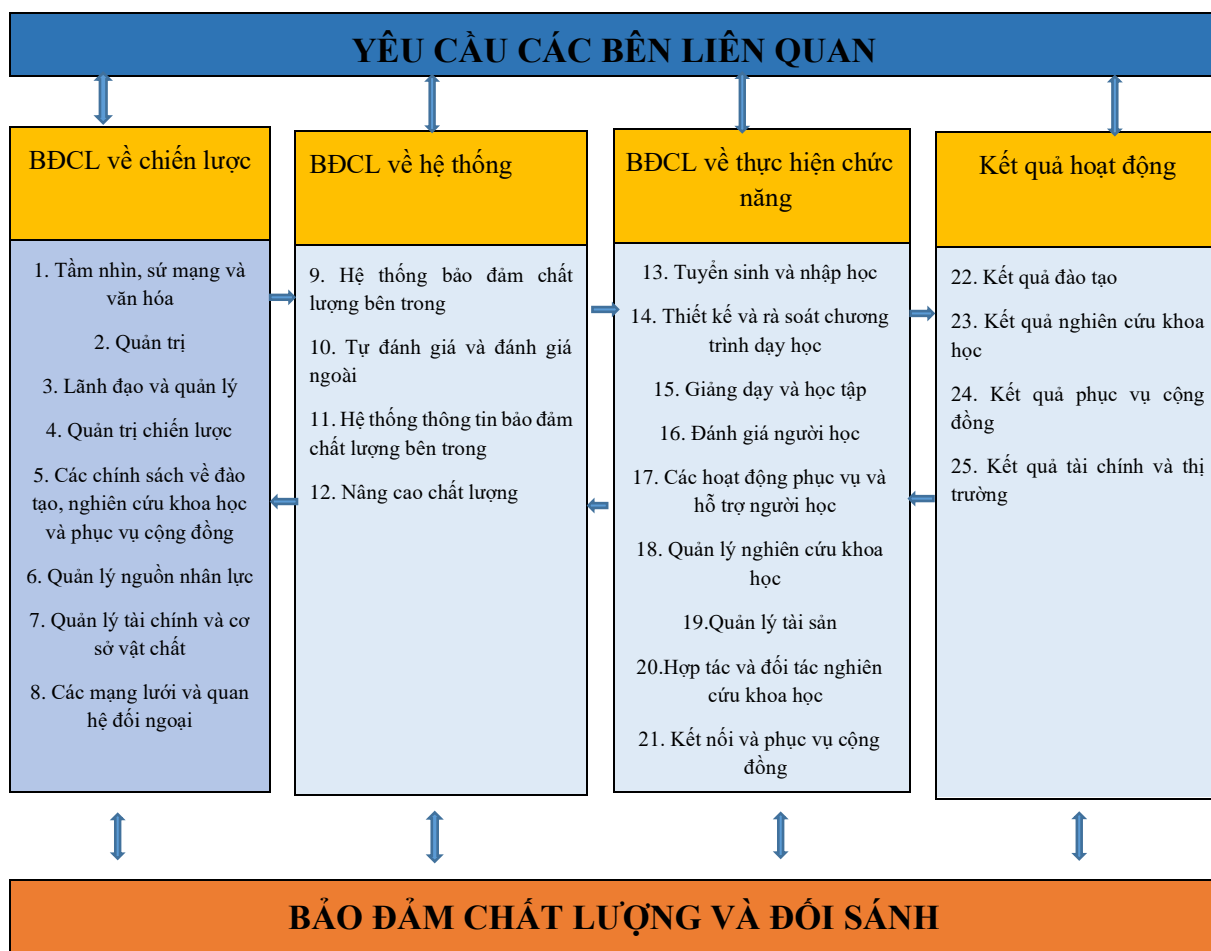 YÊU CẦU CÁC BÊN LIÊN QUAN
BĐCL về chiến lược
1. Tầm nhìn, sứ mạng và
văn hóa
2. Quản trị
3. Lãnh đạo và quản lý
4. Quản trị chiến lược
5. Các chính sách về đào
tạo, nghiên cứu khoa học
và phục vụ cộng đồng
6. Quản lý nguồn nhân lực
7. Quản lý tài chính và cơ
sở vật chất
8. Các mạng lưới và quan
hệ đối ngoại
BĐCL về hệ thống
9. Hệ thống bảo đảm chất
lượng bên trong
10. Tự đánh giá và đánh giá
ngoài
11. Hệ thống thông tin bảo đảm
chất lượng bên trong
12. Nâng cao chất lượng
BĐCL về thực hiện chức
năng
13. Tuyển sinh và nhập học
14. Thiết kế và rà soát chương
trình dạy học
15. Giảng dạy và học tập
16. Đánh giá người học
17. Các hoạt động phục vụ và
hỗ trợ người học
18. Quản lý nghiên cứu khoa
học
19.Quản lý tài sản
20.Hợp tác và đối tác nghiên
cứu khoa học
21. Kết nối và phục vụ cộng
đồng
Kết quả hoạt động
22. Kết quả đào tạo
23. Kết quả nghiên cứu khoa
học
24. Kết quả phục vụ cộng
đồng
25. Kết quả tài chính và thị
trường
BẢO ĐẢM CHẤT LƯỢNG VÀ ĐỐI SÁNH